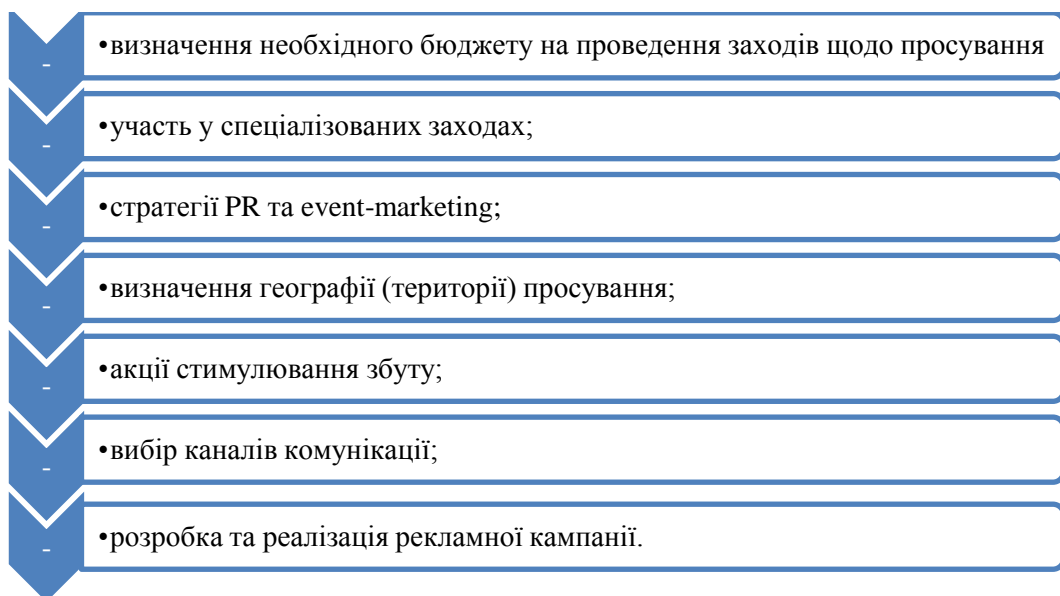 -
•визначення необхідного бюджету на проведення заходів щодо просування
-
•участь у спеціалізованих заходах;
-
•стратегії PR та event-marketing;
-
•визначення географії (території) просування;
-
•акції стимулювання збуту;
-
•вибір каналів комунікації;
-
•розробка та реалізація рекламної кампанії.